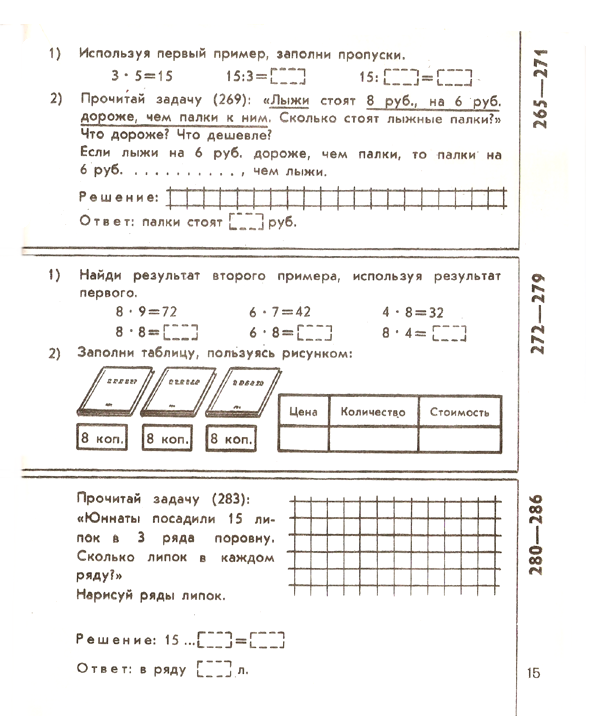 1) Используя первый пример, заполни пропуски.
3 · 5=15 15:3= 15: =
2) Прочитай задачу (269): «Лыжи стоят 8 руб., на 6 руб.
дороже, чем палки к ним. Сколько стоят лыжные палки?»
Что дороже? Что дешевле?
Если лыжи на 6 руб. дороже, чем палки, то палки на
6 руб. . . . . . . . . . . . , чем лыжи.
Решение:
Ответ: палки стоят руб.
265—271
1) Найди результат второго примера, используя результат
первого.
8 · 9=72 6 · 7=42 4 · 8=32
8 · 8= 6 · 8= 8 · 4=
2) Заполни таблицу, пользуясь рисунком:
8 коп. 8 коп. 8 коп.
Цена Количество Стоимость
272—279
Прочитай задачу (283):
«Юннаты посадили 15 ли-
пок в 3 ряда поровну.
Сколько липок в каждом
ряду?»
Нарисуй ряды липок.
Решение: 15 ... =
Ответ: в ряду л.
280—286
15